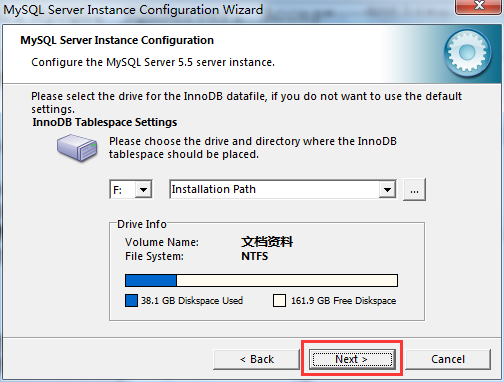 MySQL Server Instance Configuration Wizard
MySQL Server Instance Configuration
Configure the MySQL Server 5.5 server instance.
Please select the drive for the InnoDB datafile, if you do not want to use the default
settings.
InnoDB Tablespace Settings
Please choose the drive and directory where the InnoDB
tablespace should be placed.
F: Installation Path ...
Drive Info
Volume Name: 文档资料
File System: NTFS
38.1 GB Diskspace Used 161.9 GB Free Diskspace
< Back Next > Cancel